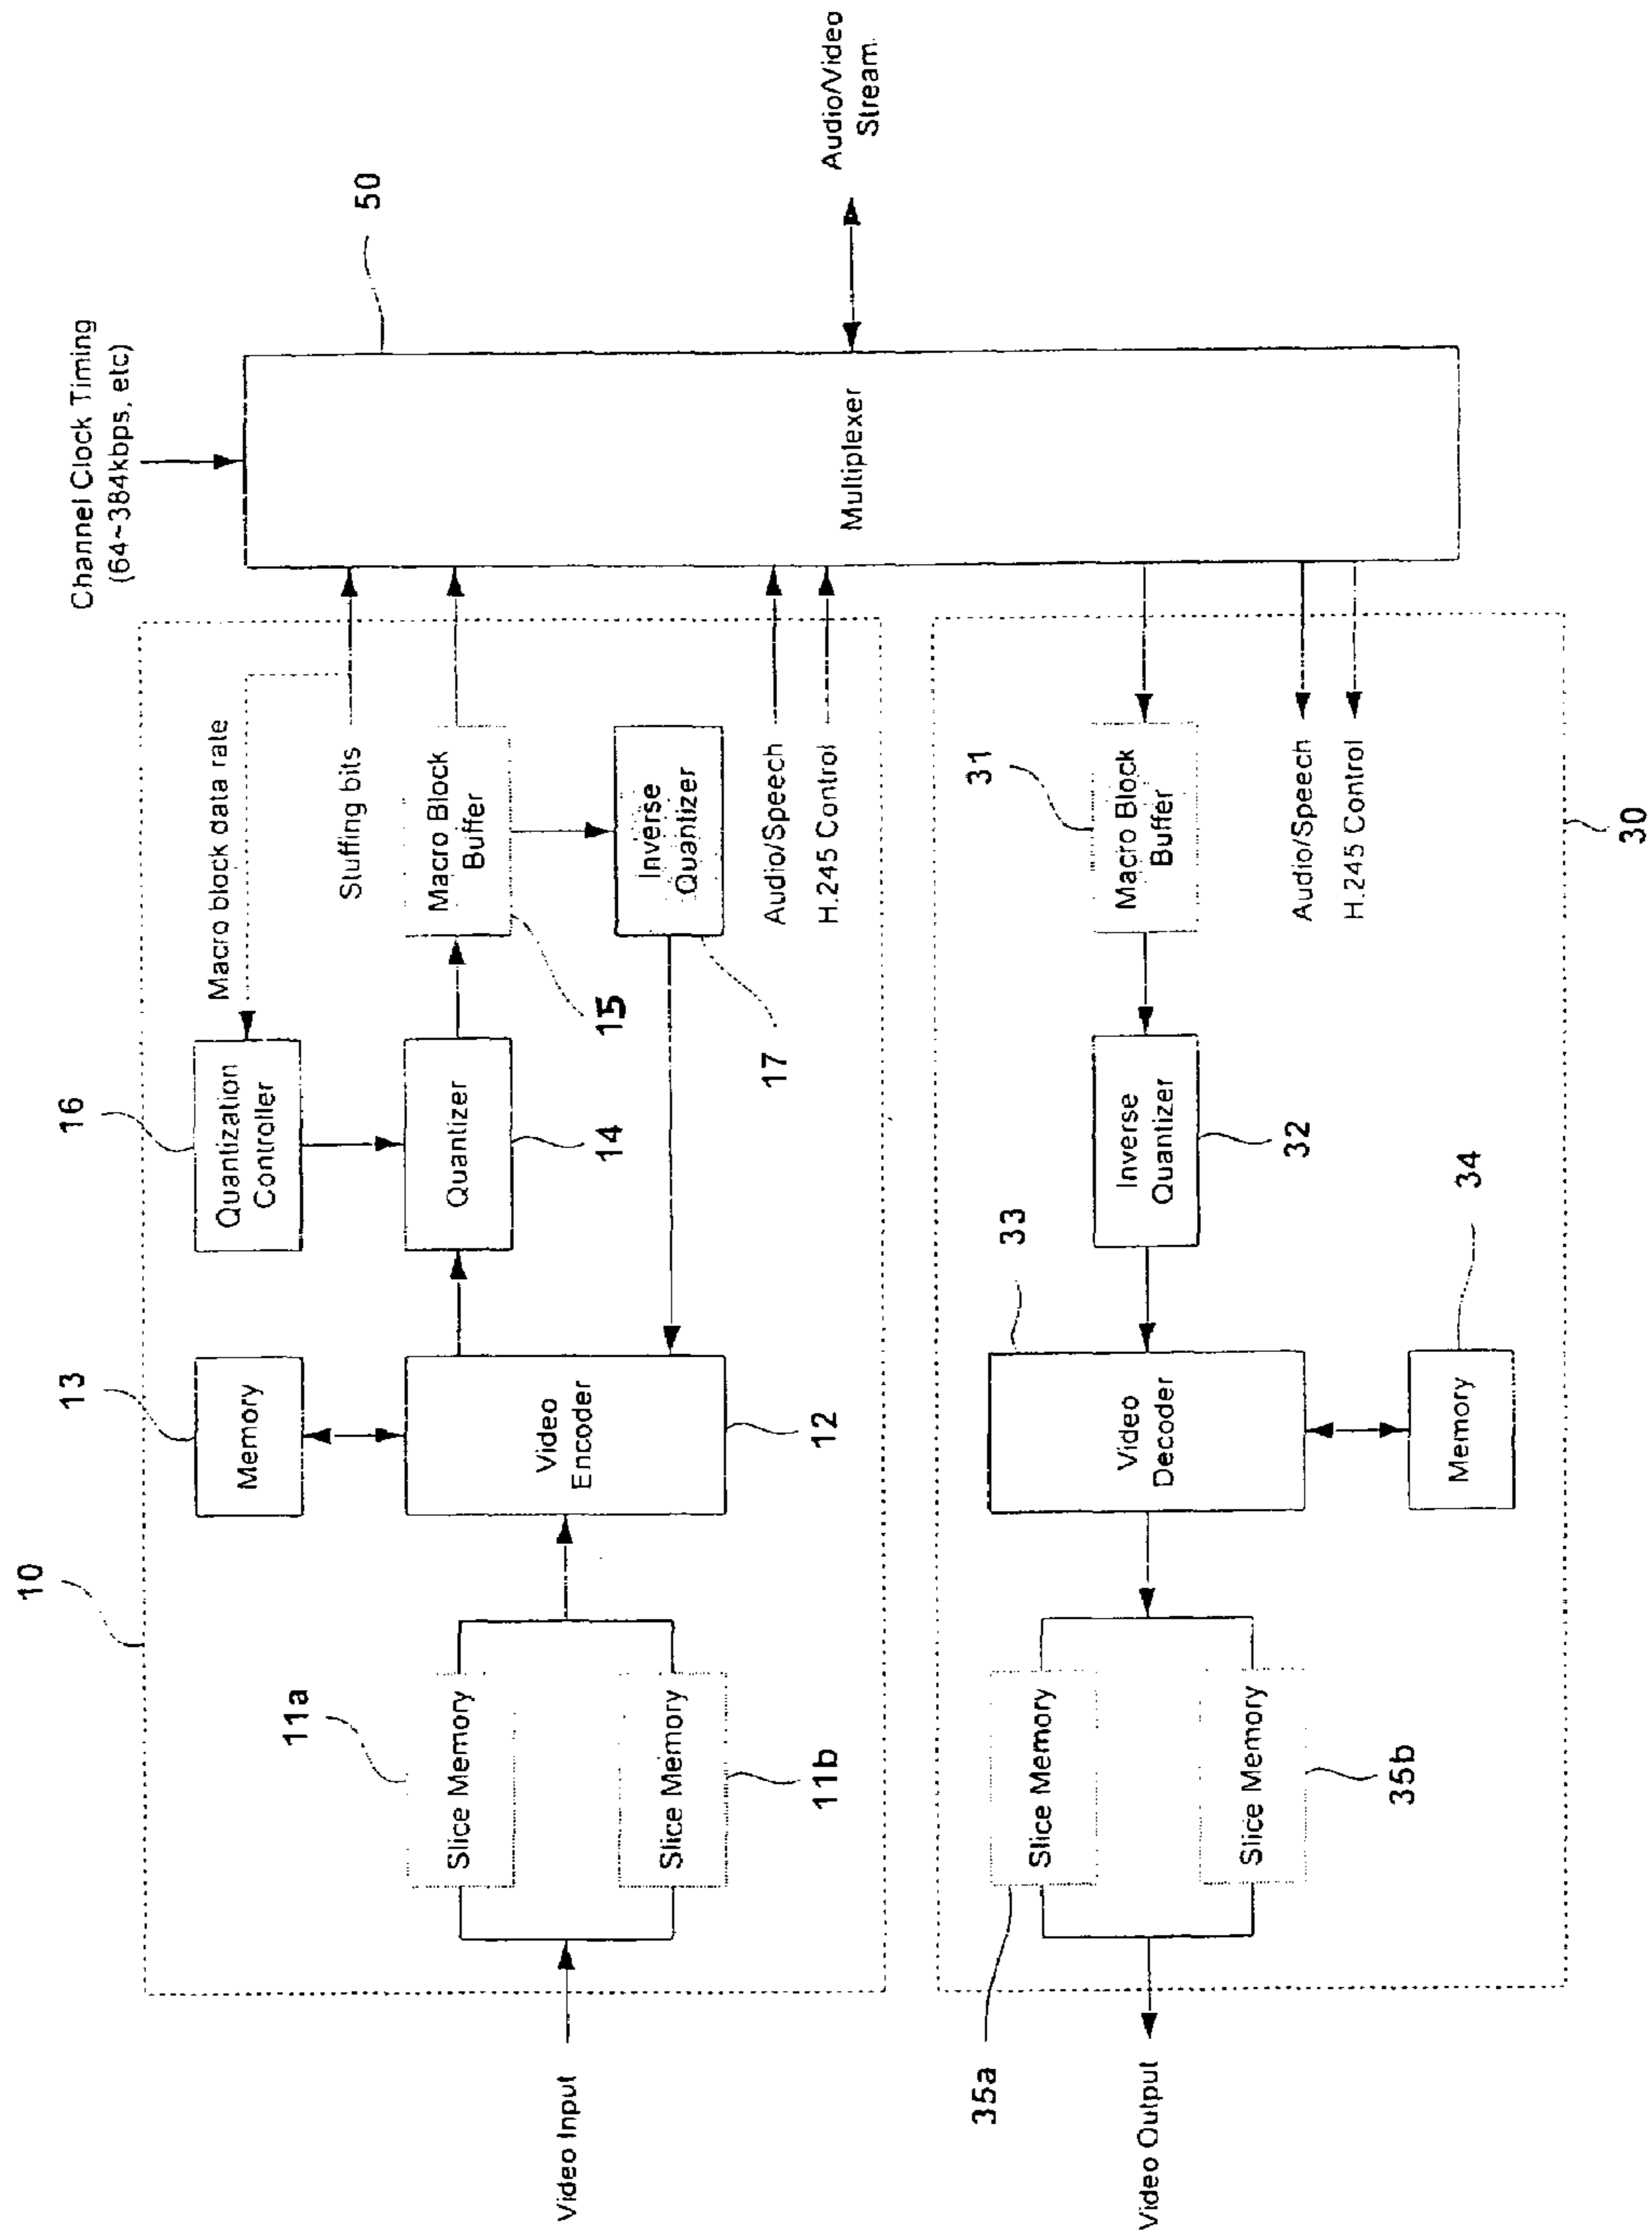 Channel Clock Timing
(64~384kbps, etc)
50
Audio/Video
Stream
Multiplexer
10
13
Memory
16
Quantization
Controller
Macro block data rate
Stuffing bits
11a
Slice Memory
Slice Memory
11b
Video Input
Video
Encoder
12
Quantizer
14
Macro Block
Buffer
15
Inverse
Quantizer
17
Audio/Speech
H.245 Control
35a
Slice Memory
Slice Memory
35b
Video Output
33
Video
Decoder
34
Memory
Inverse
Quantizer
32
31
Macro Block
Buffer
Audio/Speech
H.245 Control
30